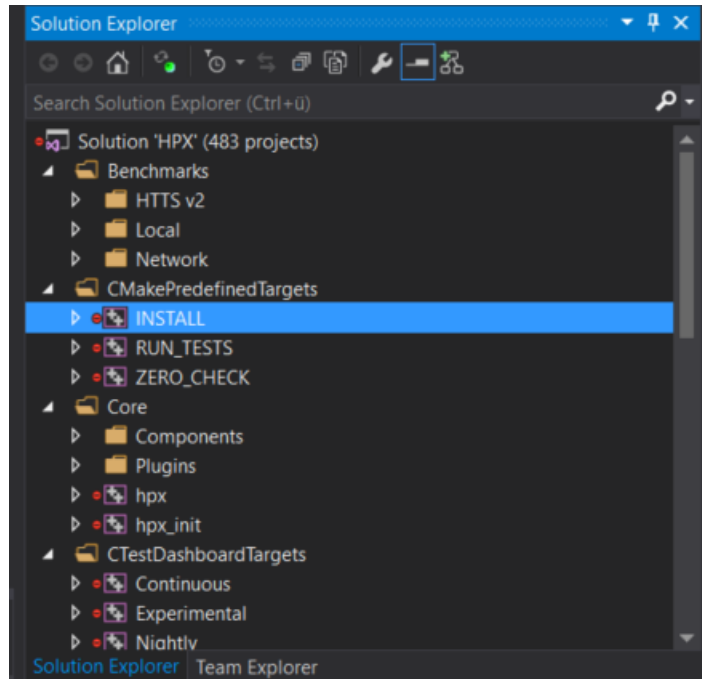 Solution Explorer
Search Solution Explorer (Ctrl+ü)
Solution 'HPX' (483 projects)
Benchmarks
HTTS v2
Local
Network
CMakePredefinedTargets
INSTALL
RUN_TESTS
ZERO_CHECK
Core
Components
Plugins
hpx
hpx_init
CTestDashboardTargets
Continuous
Experimental
Nightly
Solution Explorer Team Explorer